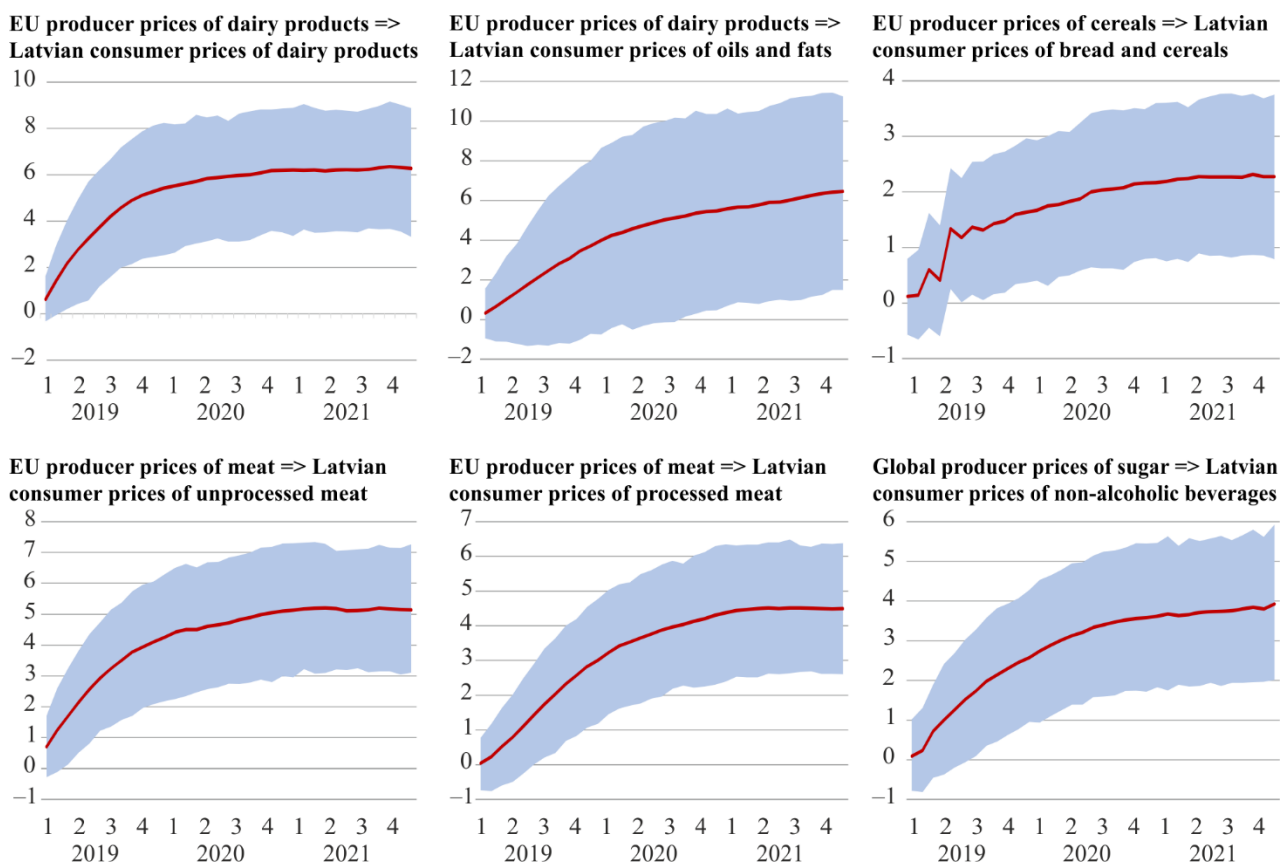 EU producer prices of dairy products =>
Latvian consumer prices of dairy products
10
8
6
4
2
0
–2
1 2 3 4 1 2 3 4 1 2 3 4
2019 2020 2021
EU producer prices of dairy products =>
Latvian consumer prices of oils and fats
12
10
8
6
4
2
0
–2
1 2 3 4 1 2 3 4 1 2 3 4
2019 2020 2021
EU producer prices of cereals => Latvian
consumer prices of bread and cereals
4
3
2
1
0
–1
1 2 3 4 1 2 3 4 1 2 3 4
2019 2020 2021
EU producer prices of meat => Latvian
consumer prices of unprocessed meat
8
7
6
5
4
3
2
1
0
–1
1 2 3 4 1 2 3 4 1 2 3 4
2019 2020 2021
EU producer prices of meat => Latvian
consumer prices of processed meat
7
6
5
4
3
2
1
0
–1
1 2 3 4 1 2 3 4 1 2 3 4
2019 2020 2021
Global producer prices of sugar => Latvian
consumer prices of non-alcoholic beverages
6
5
4
3
2
1
0
–1
1 2 3 4 1 2 3 4 1 2 3 4
2019 2020 2021